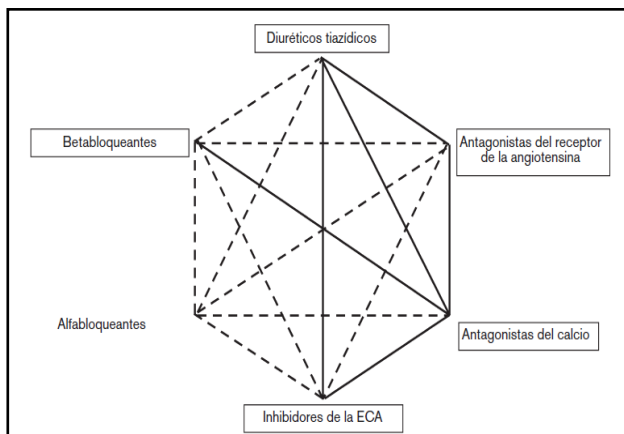 Diuréticos tiazídicos
Betabloqueantes
Antagonistas del receptor
de la angiotensina
Alfabloqueantes
Antagonistas del calcio
Inhibidores de la ECA